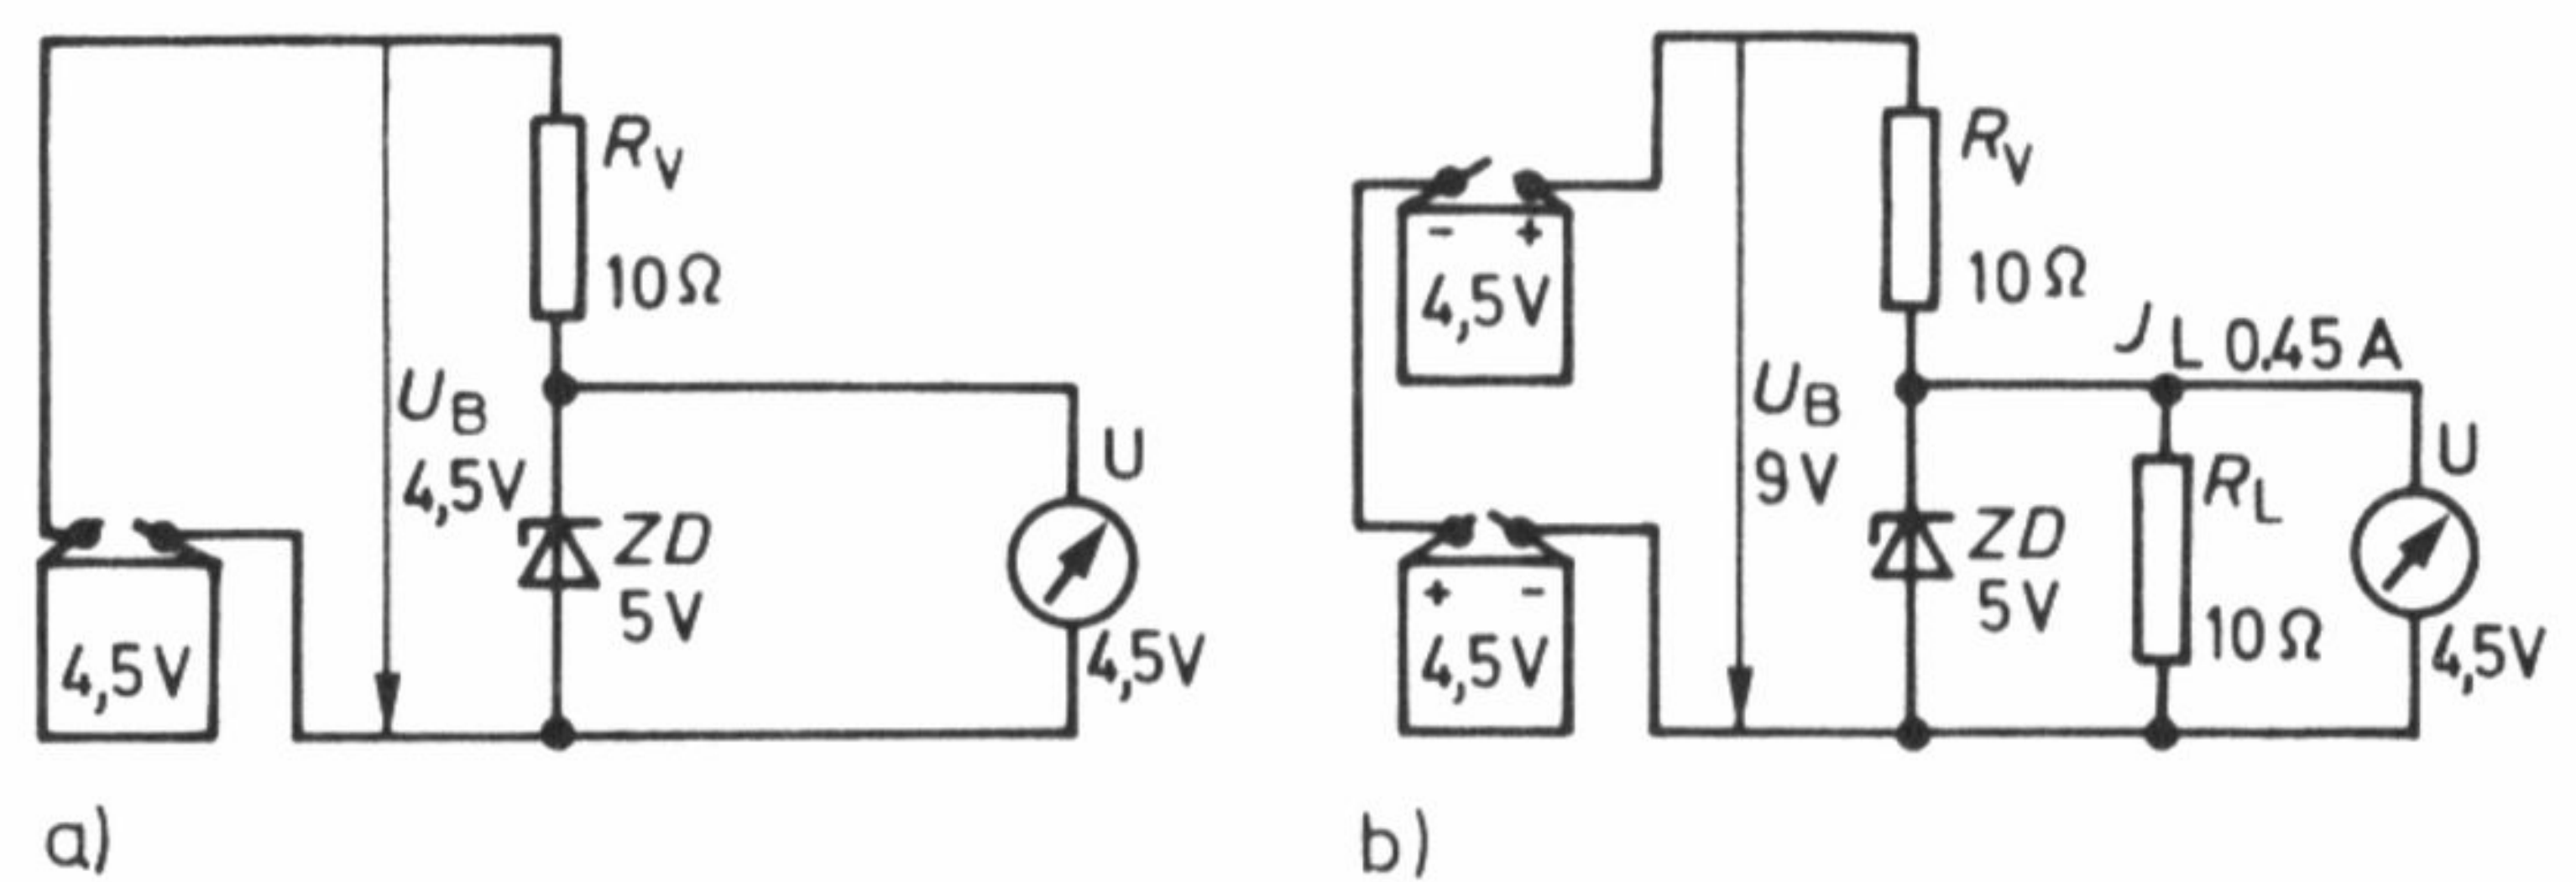 R_V
10 Ω
U_B
4,5V
ZD
5V
U
4,5V
4,5V
a)
R_V
10 Ω
- +
4,5V
J_L 0,45 A
U_B
9V
ZD
5V
R_L
10 Ω
U
4,5V
+ -
4,5V
b)